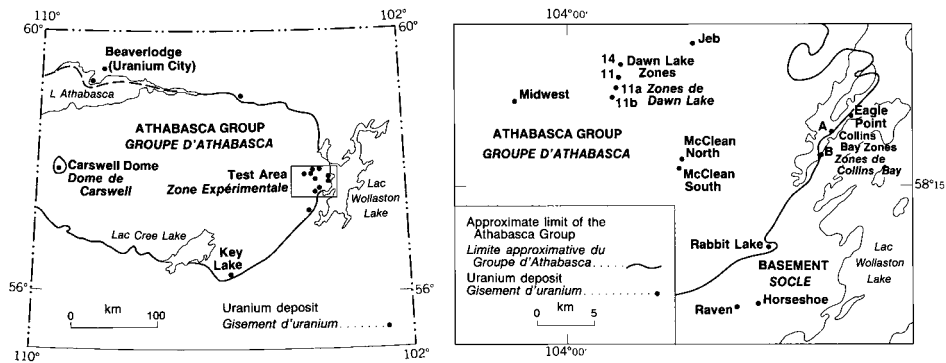 110°
102°
60°
Beaverlodge
(Uranium City)
L Athabasca
ATHABASCA GROUP
GROUPE D'ATHABASCA
Carswell Dome
Dome de
Carswell
Test Area
Zone Expérimentale
Lac
Wollaston
Lake
Lac Cree Lake
Key
Lake
56°
56°
km
0 100
Uranium deposit
Gisement d'uranium
110°
102°
104°00'
Jeb
14
Dawn Lake
Zones
11
11a Zones de
11b Dawn Lake
Midwest
ATHABASCA GROUP
GROUPE D'ATHABASCA
McClean
North
McClean
South
Eagle
Point
A
Collins
Bay Zones
B
Zones de
Collins Bay
58°15'
Approximate limit of the
Athabasca Group
Limite approximative du
Groupe d'Athabasca
Uranium deposit
Gisement d'uranium
km
0 5
Rabbit Lake
BASEMENT
SOCLE
Lac
Wollaston
Lake
Raven
Horseshoe
104°00'